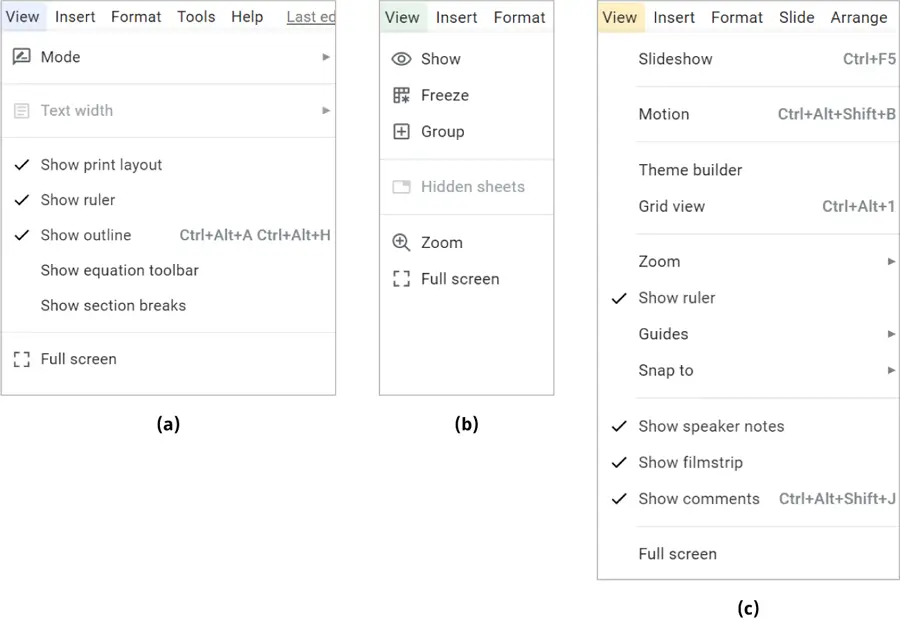 View Insert Format Tools Help Last ed
Mode
Text width
Show print layout
Show ruler
Show outline Ctrl+Alt+A Ctrl+Alt+H
Show equation toolbar
Show section breaks
Full screen
(a)
View Insert Format
Show
Freeze
Group
Hidden sheets
Zoom
Full screen
(b)
View Insert Format Slide Arrange
Slideshow Ctrl+F5
Motion Ctrl+Alt+Shift+B
Theme builder
Grid view Ctrl+Alt+1
Zoom
Show ruler
Guides
Snap to
Show speaker notes
Show filmstrip
Show comments Ctrl+Alt+Shift+J
Full screen
(c)